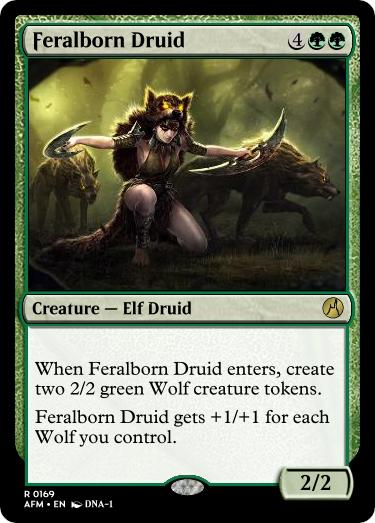 Feralborn Druid 4
Creature — Elf Druid
When Feralborn Druid enters, create
two 2/2 green Wolf creature tokens.
Feralborn Druid gets +1/+1 for each
Wolf you control.
2/2
R 0169
AFM • EN DNA-1